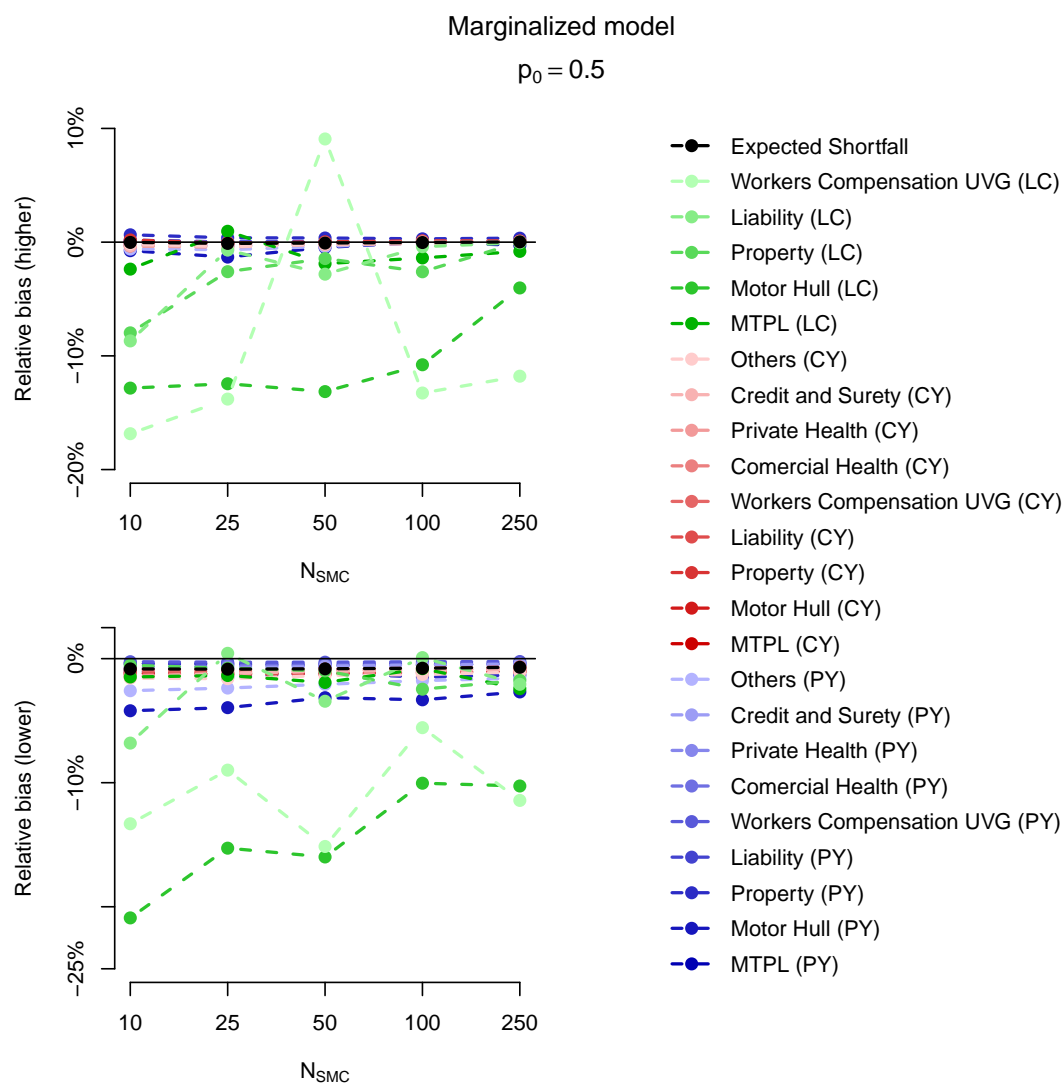 Marginalized model
p₀ = 0.5
Relative bias (higher)
10%
0%
−10%
−20%
10 25 50 100 250
N_SMC
Relative bias (lower)
0%
−10%
−25%
10 25 50 100 250
N_SMC
Expected Shortfall
Workers Compensation UVG (LC)
Liability (LC)
Property (LC)
Motor Hull (LC)
MTPL (LC)
Others (CY)
Credit and Surety (CY)
Private Health (CY)
Comercial Health (CY)
Workers Compensation UVG (CY)
Liability (CY)
Property (CY)
Motor Hull (CY)
MTPL (CY)
Others (PY)
Credit and Surety (PY)
Private Health (PY)
Comercial Health (PY)
Workers Compensation UVG (PY)
Liability (PY)
Property (PY)
Motor Hull (PY)
MTPL (PY)